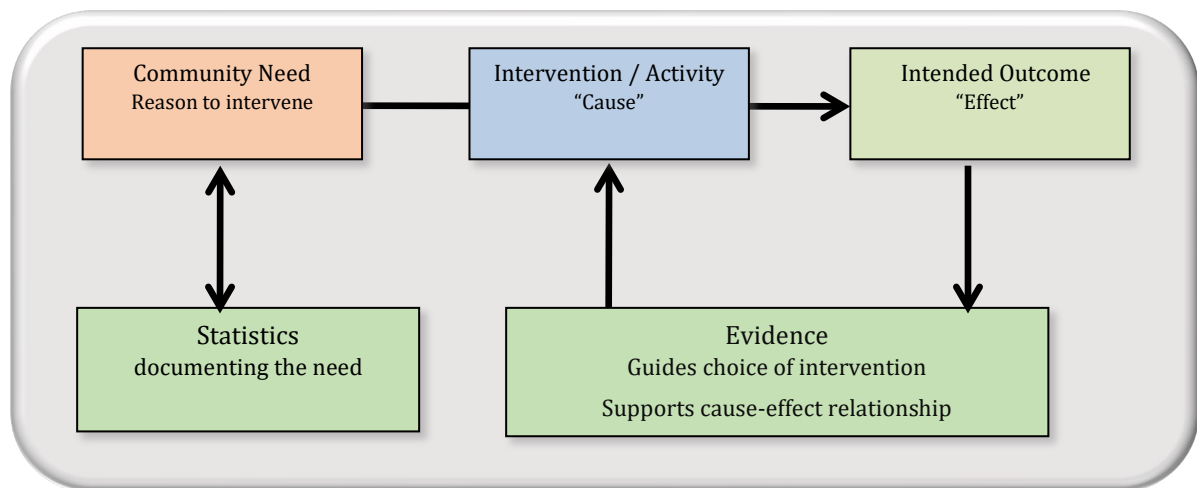 Community Need
Reason to intervene
Intervention / Activity
“Cause”
Intended Outcome
“Effect”
Statistics
documenting the need
Evidence
Guides choice of intervention
Supports cause-effect relationship